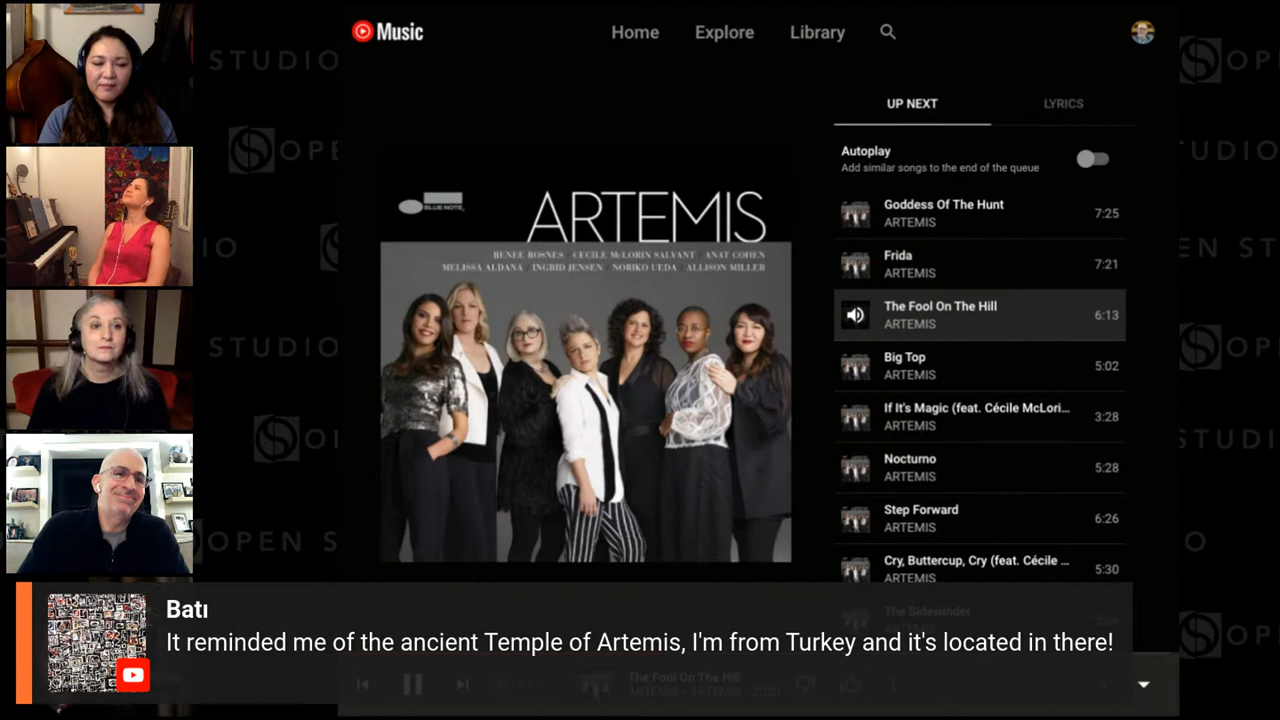 Music
Home
Explore
Library
UP NEXT
LYRICS
Autoplay
Add similar songs to the end of the queue
BLUE NOTE
ARTEMIS
RENEE ROSNES / CECILE McLORIN SALVANT / ANAT COHEN
MELISSA ALDANA / INGRID JENSEN / NORIKO UEDA / ALLISON MILLER
Goddess Of The Hunt
ARTEMIS
7:25
Frida
ARTEMIS
7:21
The Fool On The Hill
ARTEMIS
6:13
Big Top
ARTEMIS
5:02
If It's Magic (feat. Cécile McLori...
ARTEMIS
3:28
Nocturno
ARTEMIS
5:28
Step Forward
ARTEMIS
6:26
Cry, Buttercup, Cry (feat. Cécile ...
ARTEMIS
5:30
The Sidewinder
Batı
It reminded me of the ancient Temple of Artemis, I'm from Turkey and it's located in there!
The Fool On The Hill
ARTEMIS • ARTEMIS • 2020
STUDIO
OPEN S
OPE
STUDIO